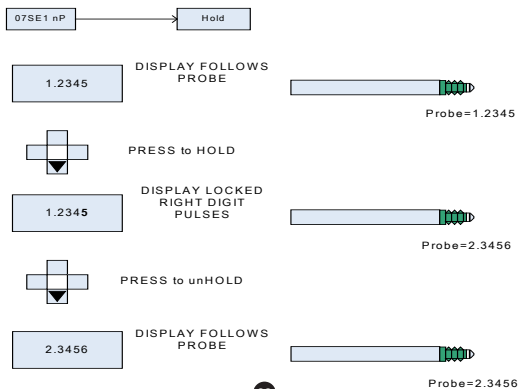 07SE1 nP
Hold
1.2345
DISPLAY FOLLOWS
PROBE
Probe=1.2345
PRESS to HOLD
1.2345
DISPLAY LOCKED
RIGHT DIGIT
PULSES
Probe=2.3456
PRESS to unHOLD
2.3456
DISPLAY FOLLOWS
PROBE
Probe=2.3456